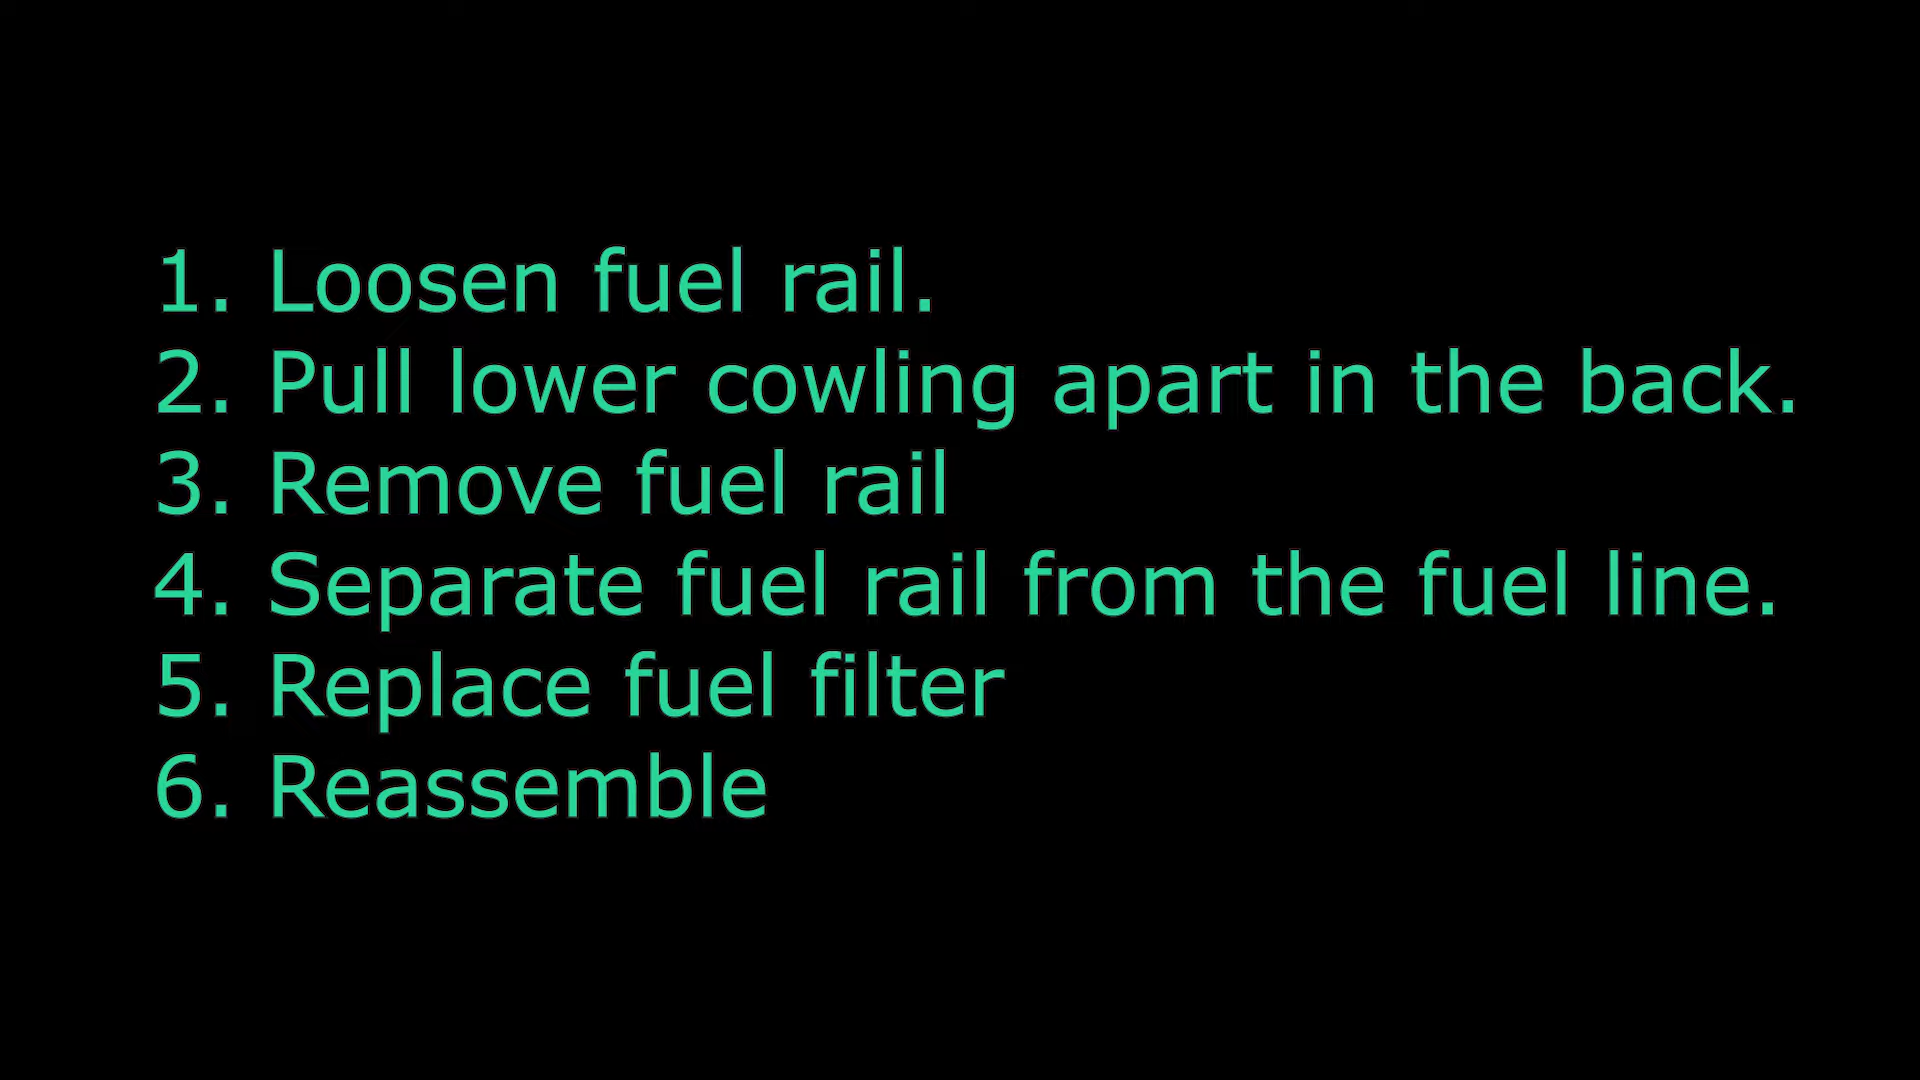 1. Loosen fuel rail.
2. Pull lower cowling apart in the back.
3. Remove fuel rail
4. Separate fuel rail from the fuel line.
5. Replace fuel filter
6. Reassemble